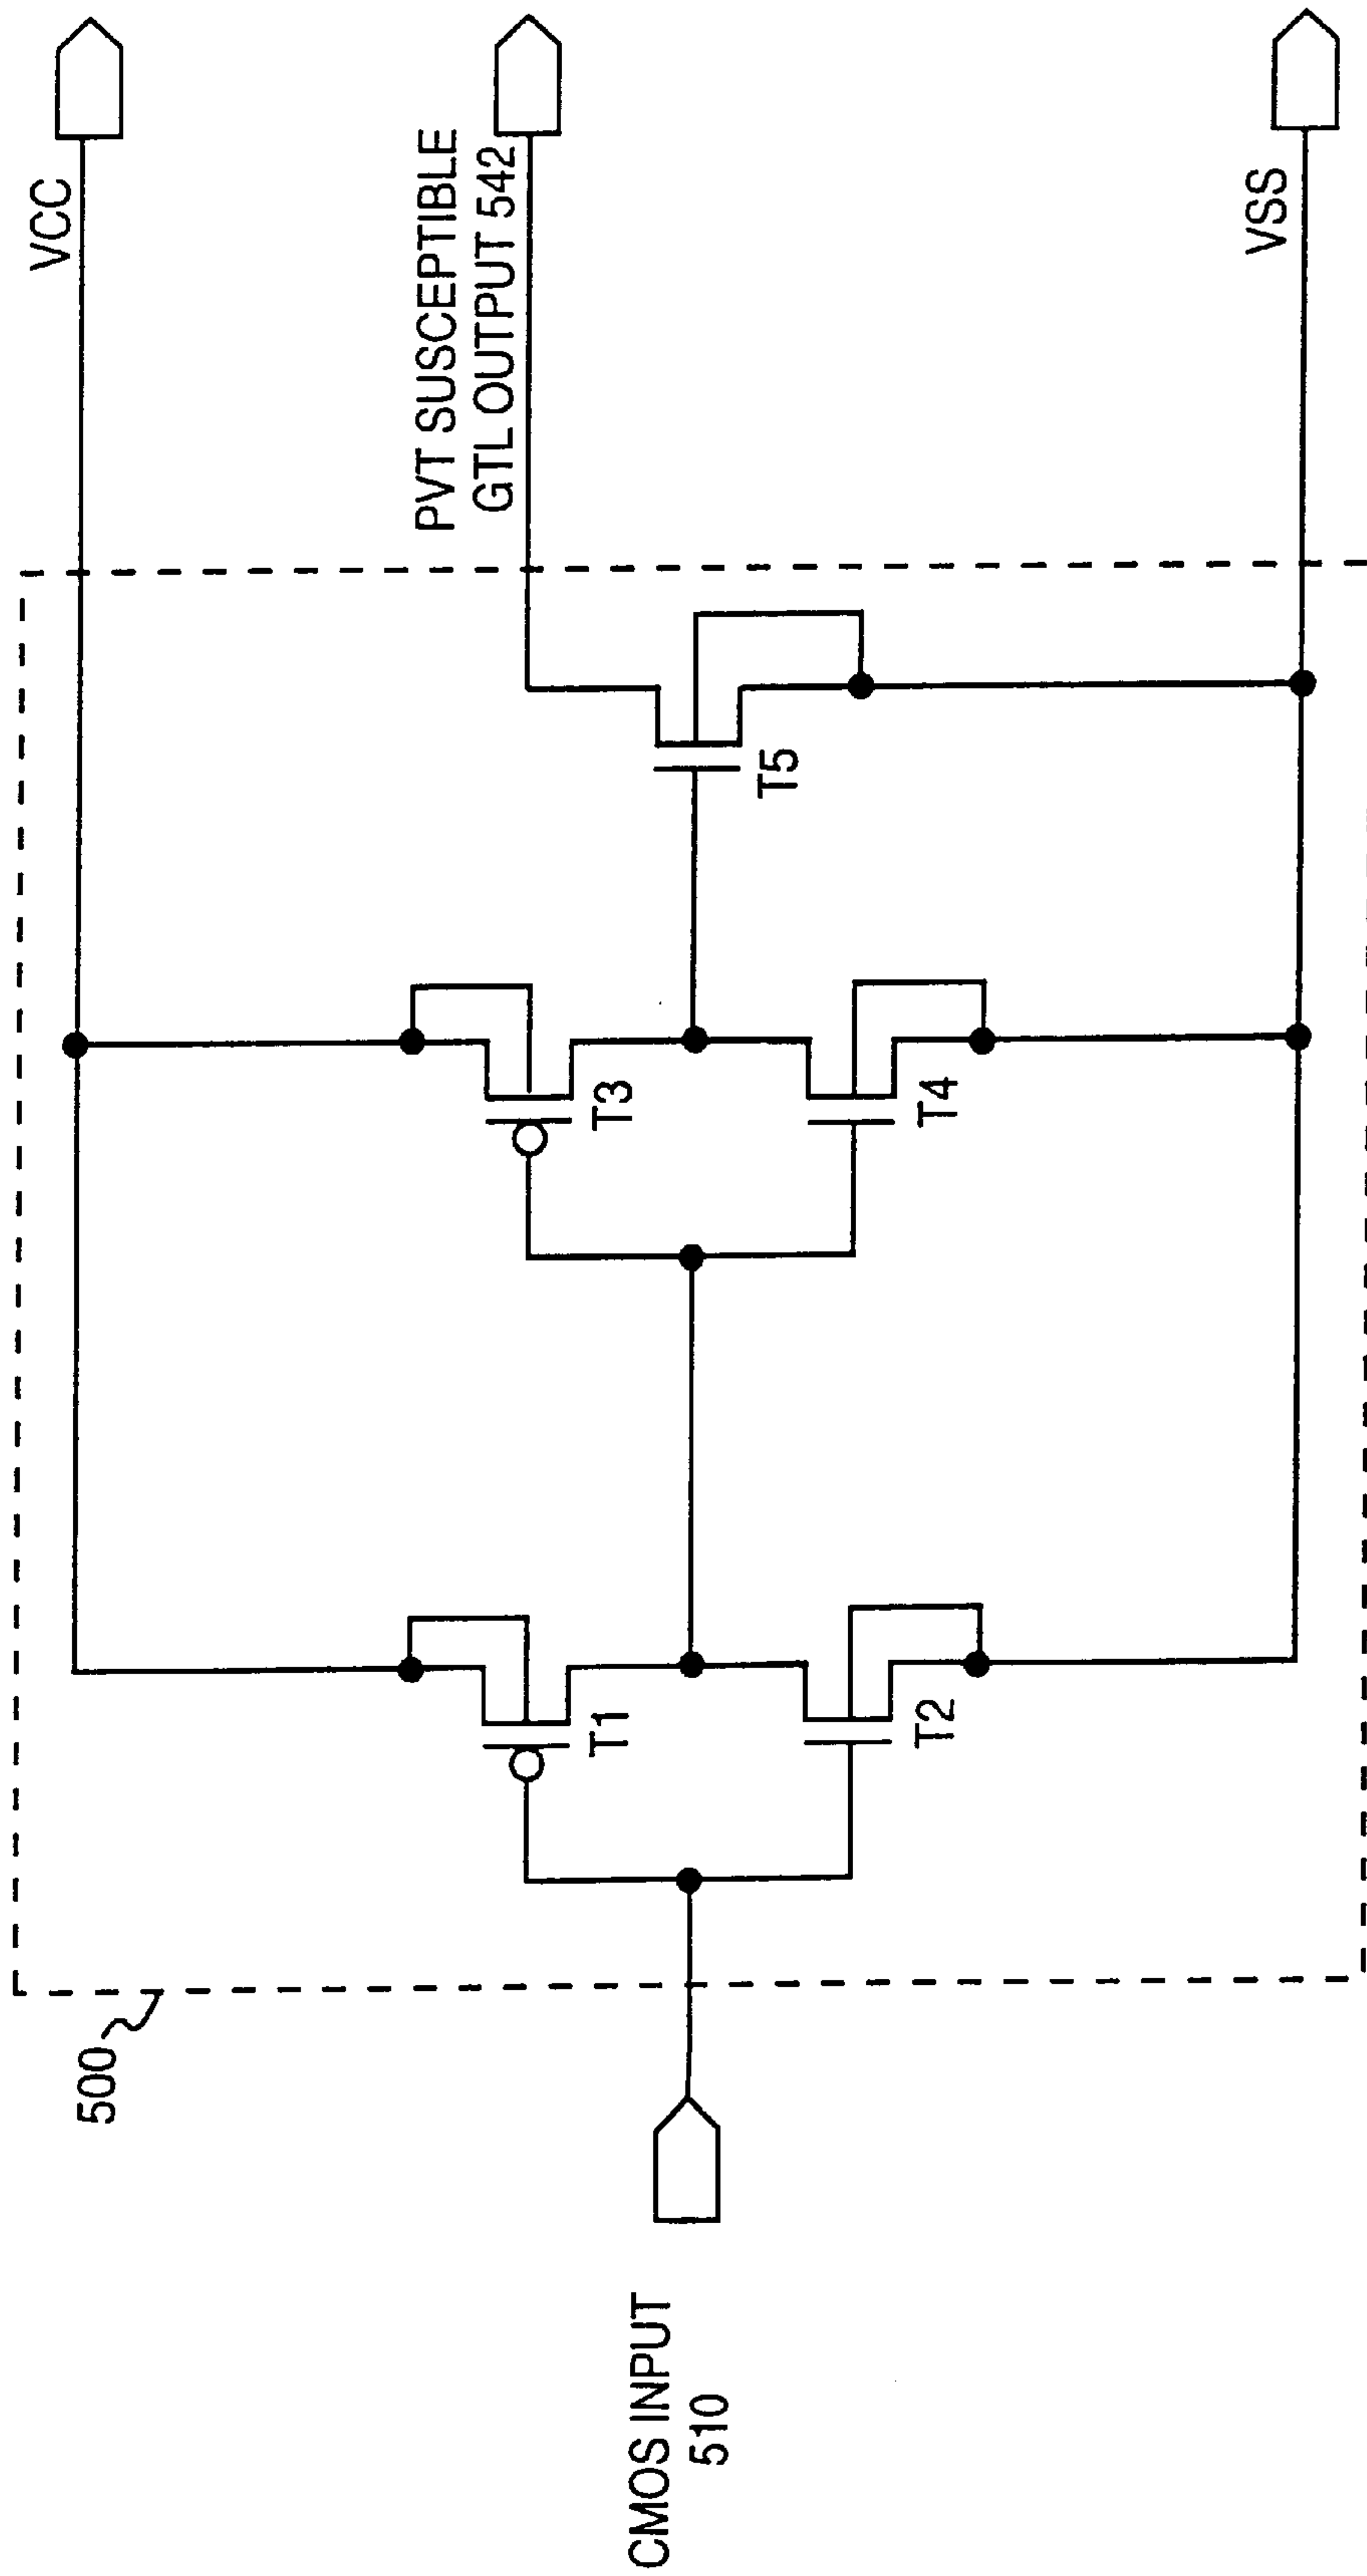 500
CMOS INPUT
510
T1
T2
T3
T4
T5
VCC
PVT SUSCEPTIBLE
GTL OUTPUT 542
VSS